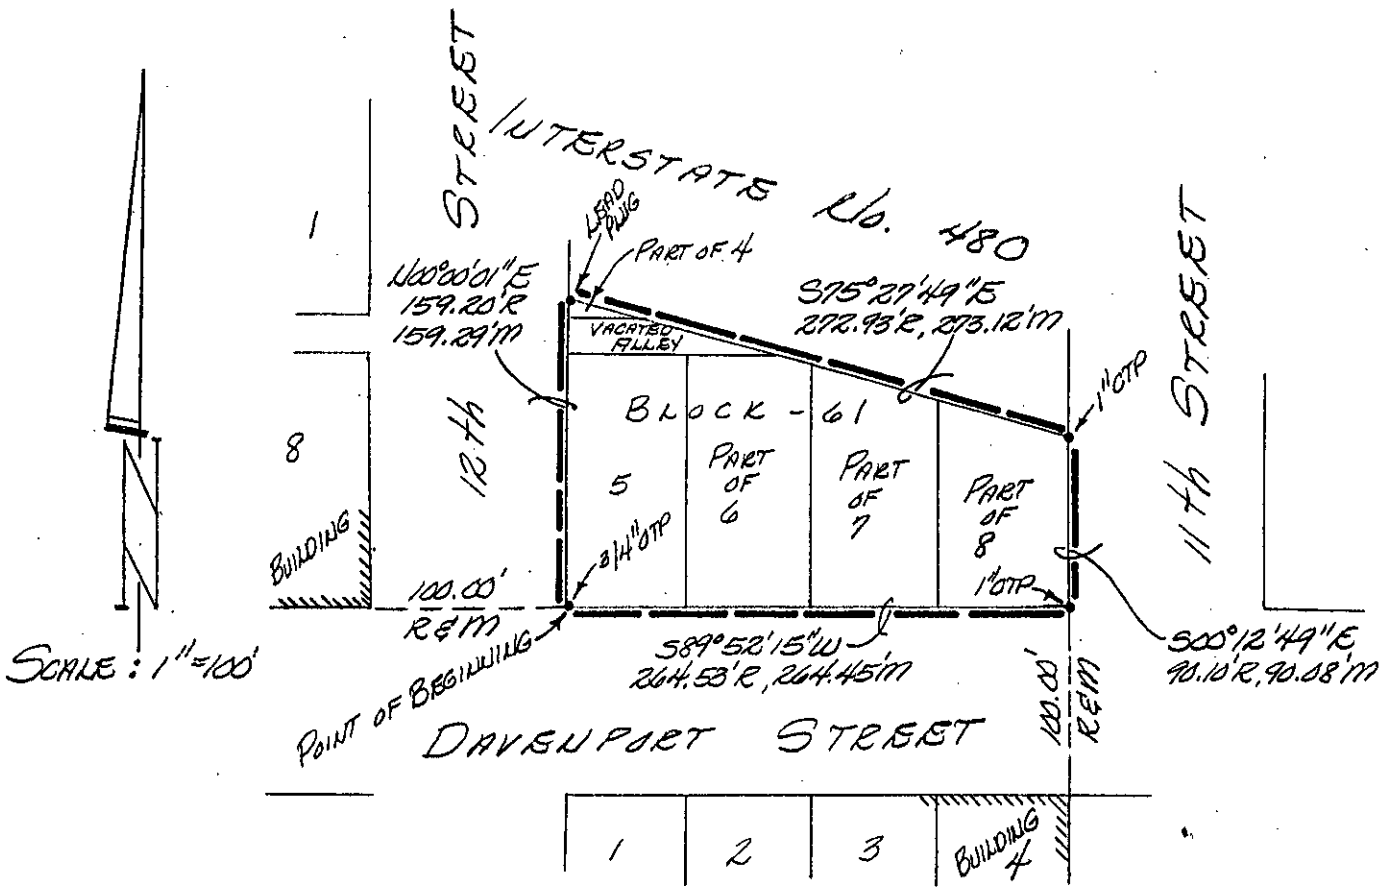 STREET
INTERSTATE No. 480
1
LEAD
PLUG
PART OF 4
N00°00'01"E
159.20'R
159.29'M
S75°27'49"E
272.93'R, 273.12'M
STREET
VACATED
ALLEY
1"OTP
12th
BLOCK - 61
8
5
PART
OF
6
PART
OF
7
PART
OF
8
11th
BUILDING
3/4"OTP
1"OTP
100.00'
R&M
S89°52'15"W
264.53'R, 264.45'M
S00°12'49"E
90.10'R, 90.08'M
SCALE: 1"=100'
POINT OF BEGINNING
100.00'
R&M
DAVENPORT STREET
1
2
3
BUILDING
4